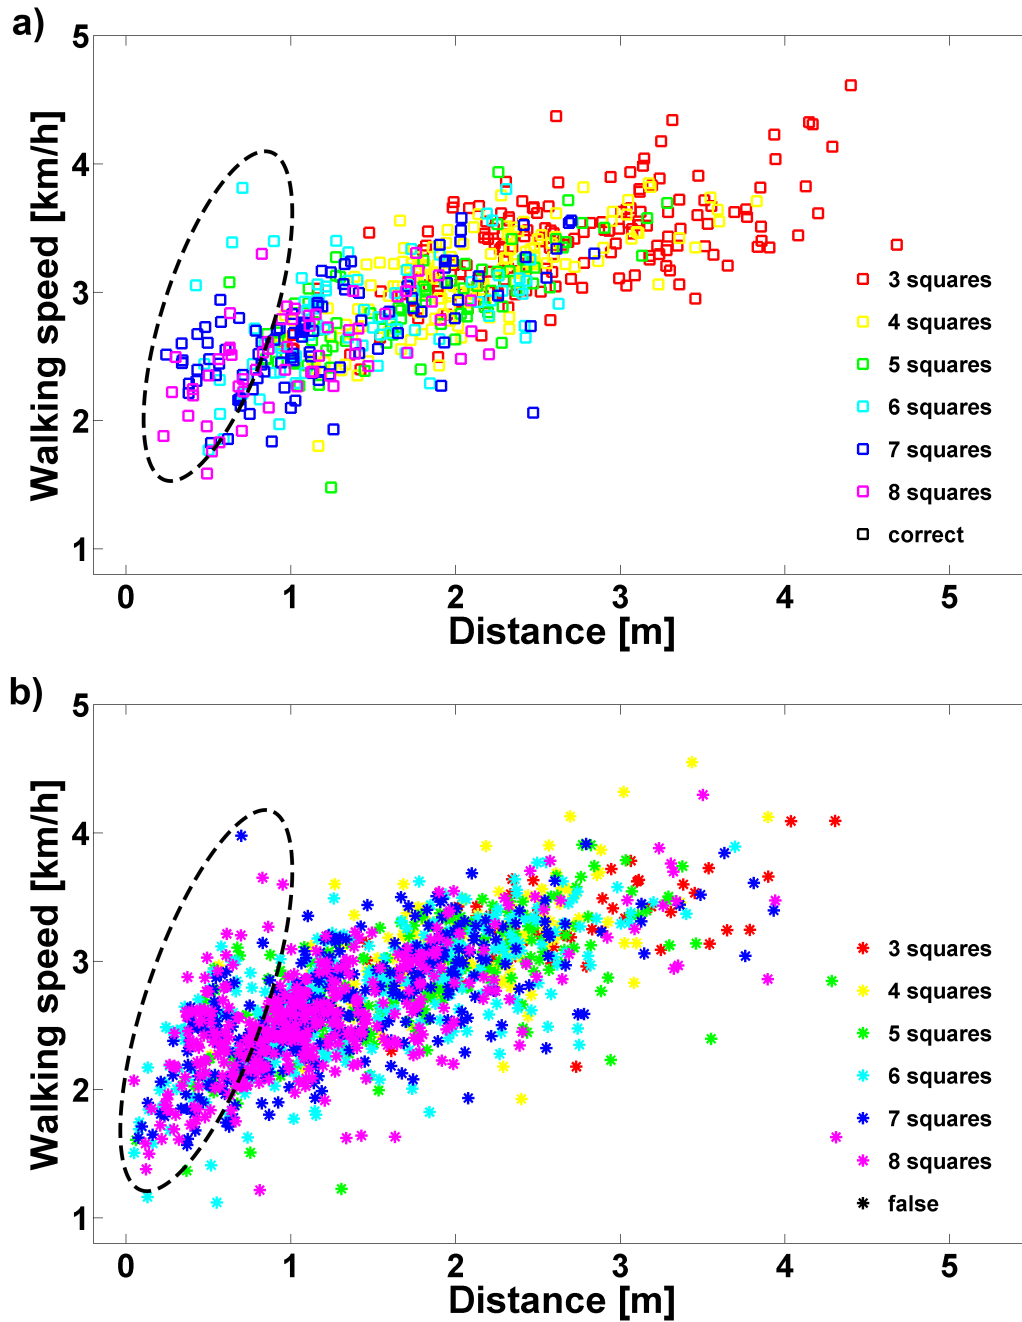 a)
5
4
3
2
1
Walking speed [km/h]
3 squares
4 squares
5 squares
6 squares
7 squares
8 squares
correct
0 1 2 3 4 5
Distance [m]
b)
5
4
3
2
1
Walking speed [km/h]
3 squares
4 squares
5 squares
6 squares
7 squares
8 squares
false
0 1 2 3 4 5
Distance [m]